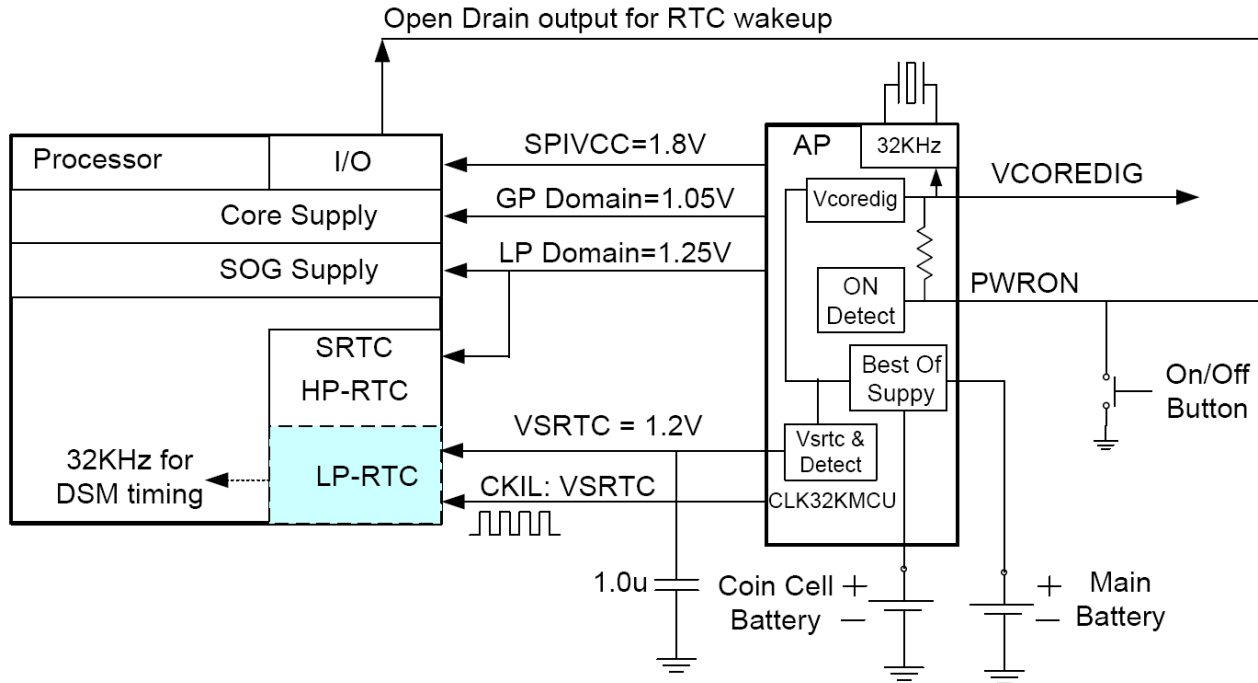 Open Drain output for RTC wakeup
Processor
I/O
Core Supply
SOG Supply
SRTC
HP-RTC
LP-RTC
32KHz for
DSM timing
SPIVCC=1.8V
GP Domain=1.05V
LP Domain=1.25V
VSRTC = 1.2V
CKIL: VSRTC
1.0u
AP
32KHz
Vcoredig
ON
Detect
Best Of
Suppy
Vsrtc &
Detect
CLK32KMCU
VCOREDIG
PWRON
On/Off
Button
Coin Cell
Battery
+
−
+
−
Main
Battery